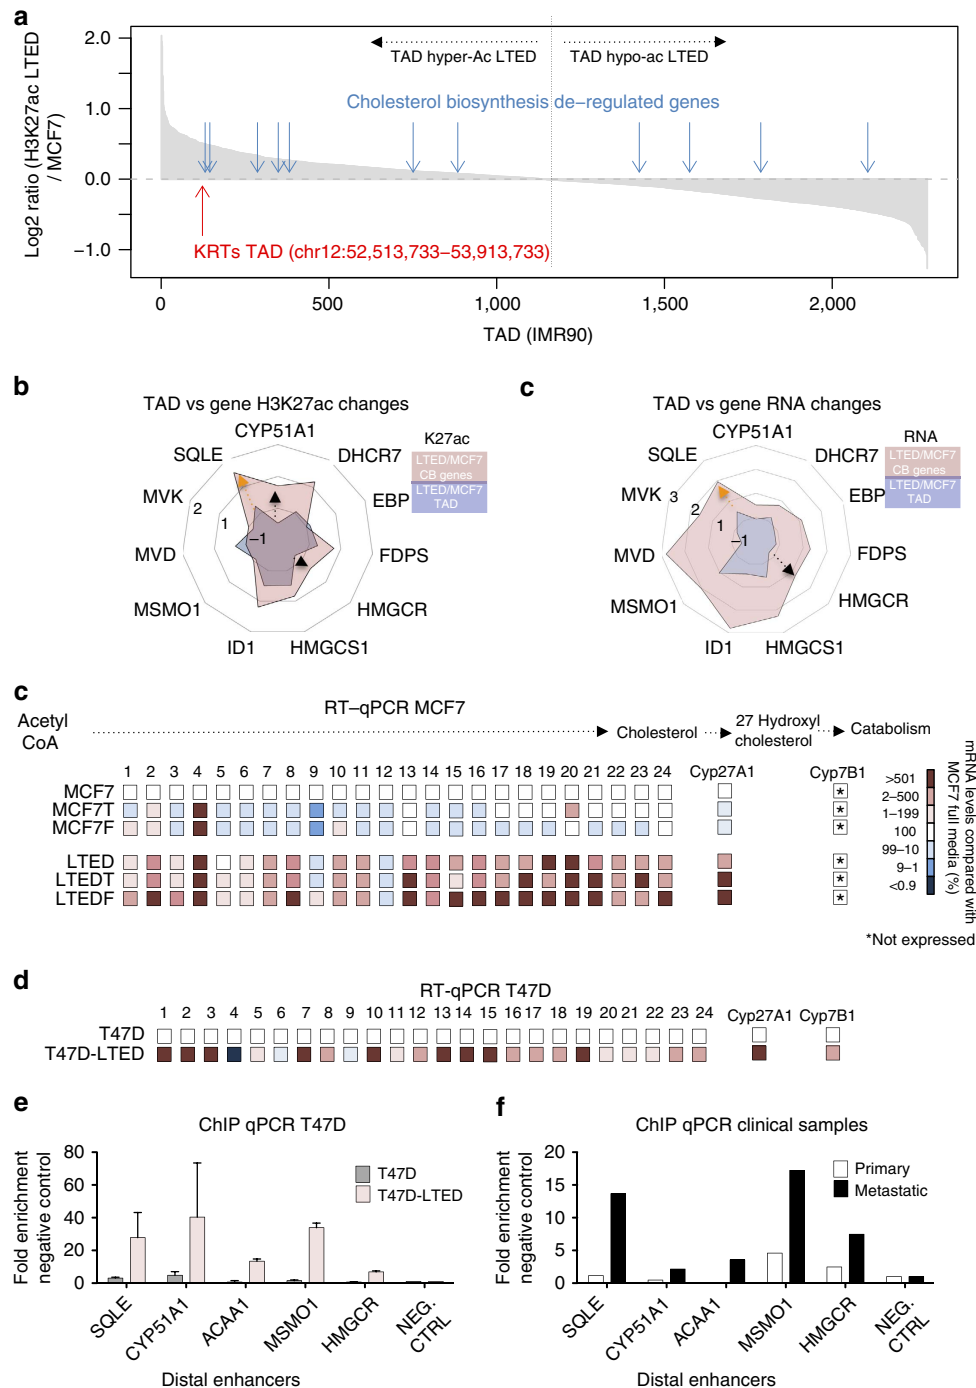 a
Log2 ratio (H3K27ac LTED / MCF7)
2.0
1.0
0.0
−1.0
TAD hyper-Ac LTED
TAD hypo-ac LTED
Cholesterol biosynthesis de−regulated genes
KRTs TAD (chr12:52,513,733−53,913,733)
0 500 1,000 1,500 2,000
TAD (IMR90)
b
TAD vs gene H3K27ac changes
CYP51A1
SQLE
DHCR7
MVK
EBP
MVD
FDPS
MSMO1
HMGCR
ID1
HMGCS1
2
1
−1
K27ac
LTED/MCF7
CB genes
LTED/MCF7
TAD
c
TAD vs gene RNA changes
CYP51A1
SQLE
DHCR7
MVK
EBP
MVD
FDPS
MSMO1
HMGCR
ID1
HMGCS1
3
2
1
−1
RNA
LTED/MCF7
CB genes
LTED/MCF7
TAD
c
RT−qPCR MCF7
Acetyl
CoA
Cholesterol
27 Hydroxyl
cholesterol
Catabolism
1 2 3 4 5 6 7 8 9 10 11 12 13 14 15 16 17 18 19 20 21 22 23 24
Cyp27A1
Cyp7B1
MCF7 *
MCF7T *
MCF7F *
LTED *
LTEDT *
LTEDF *
>501
2−500
1−199
100
99−10
9−1
<0.9
mRNA levels compared with
MCF7 full media (%)
*Not expressed
d
RT-qPCR T47D
1 2 3 4 5 6 7 8 9 10 11 12 13 14 15 16 17 18 19 20 21 22 23 24
Cyp27A1
Cyp7B1
T47D
T47D-LTED
e
ChIP qPCR T47D
Fold enrichment
negative control
80
60
40
20
0
T47D
T47D-LTED
SQLE
CYP51A1
ACAA1
MSMO1
HMGCR
NEG.
CTRL
Distal enhancers
f
ChIP qPCR clinical samples
Fold enrichment
negative control
20
15
10
5
0
Primary
Metastatic
SQLE
CYP51A1
ACAA1
MSMO1
HMGCR
NEG.
CTRL
Distal enhancers